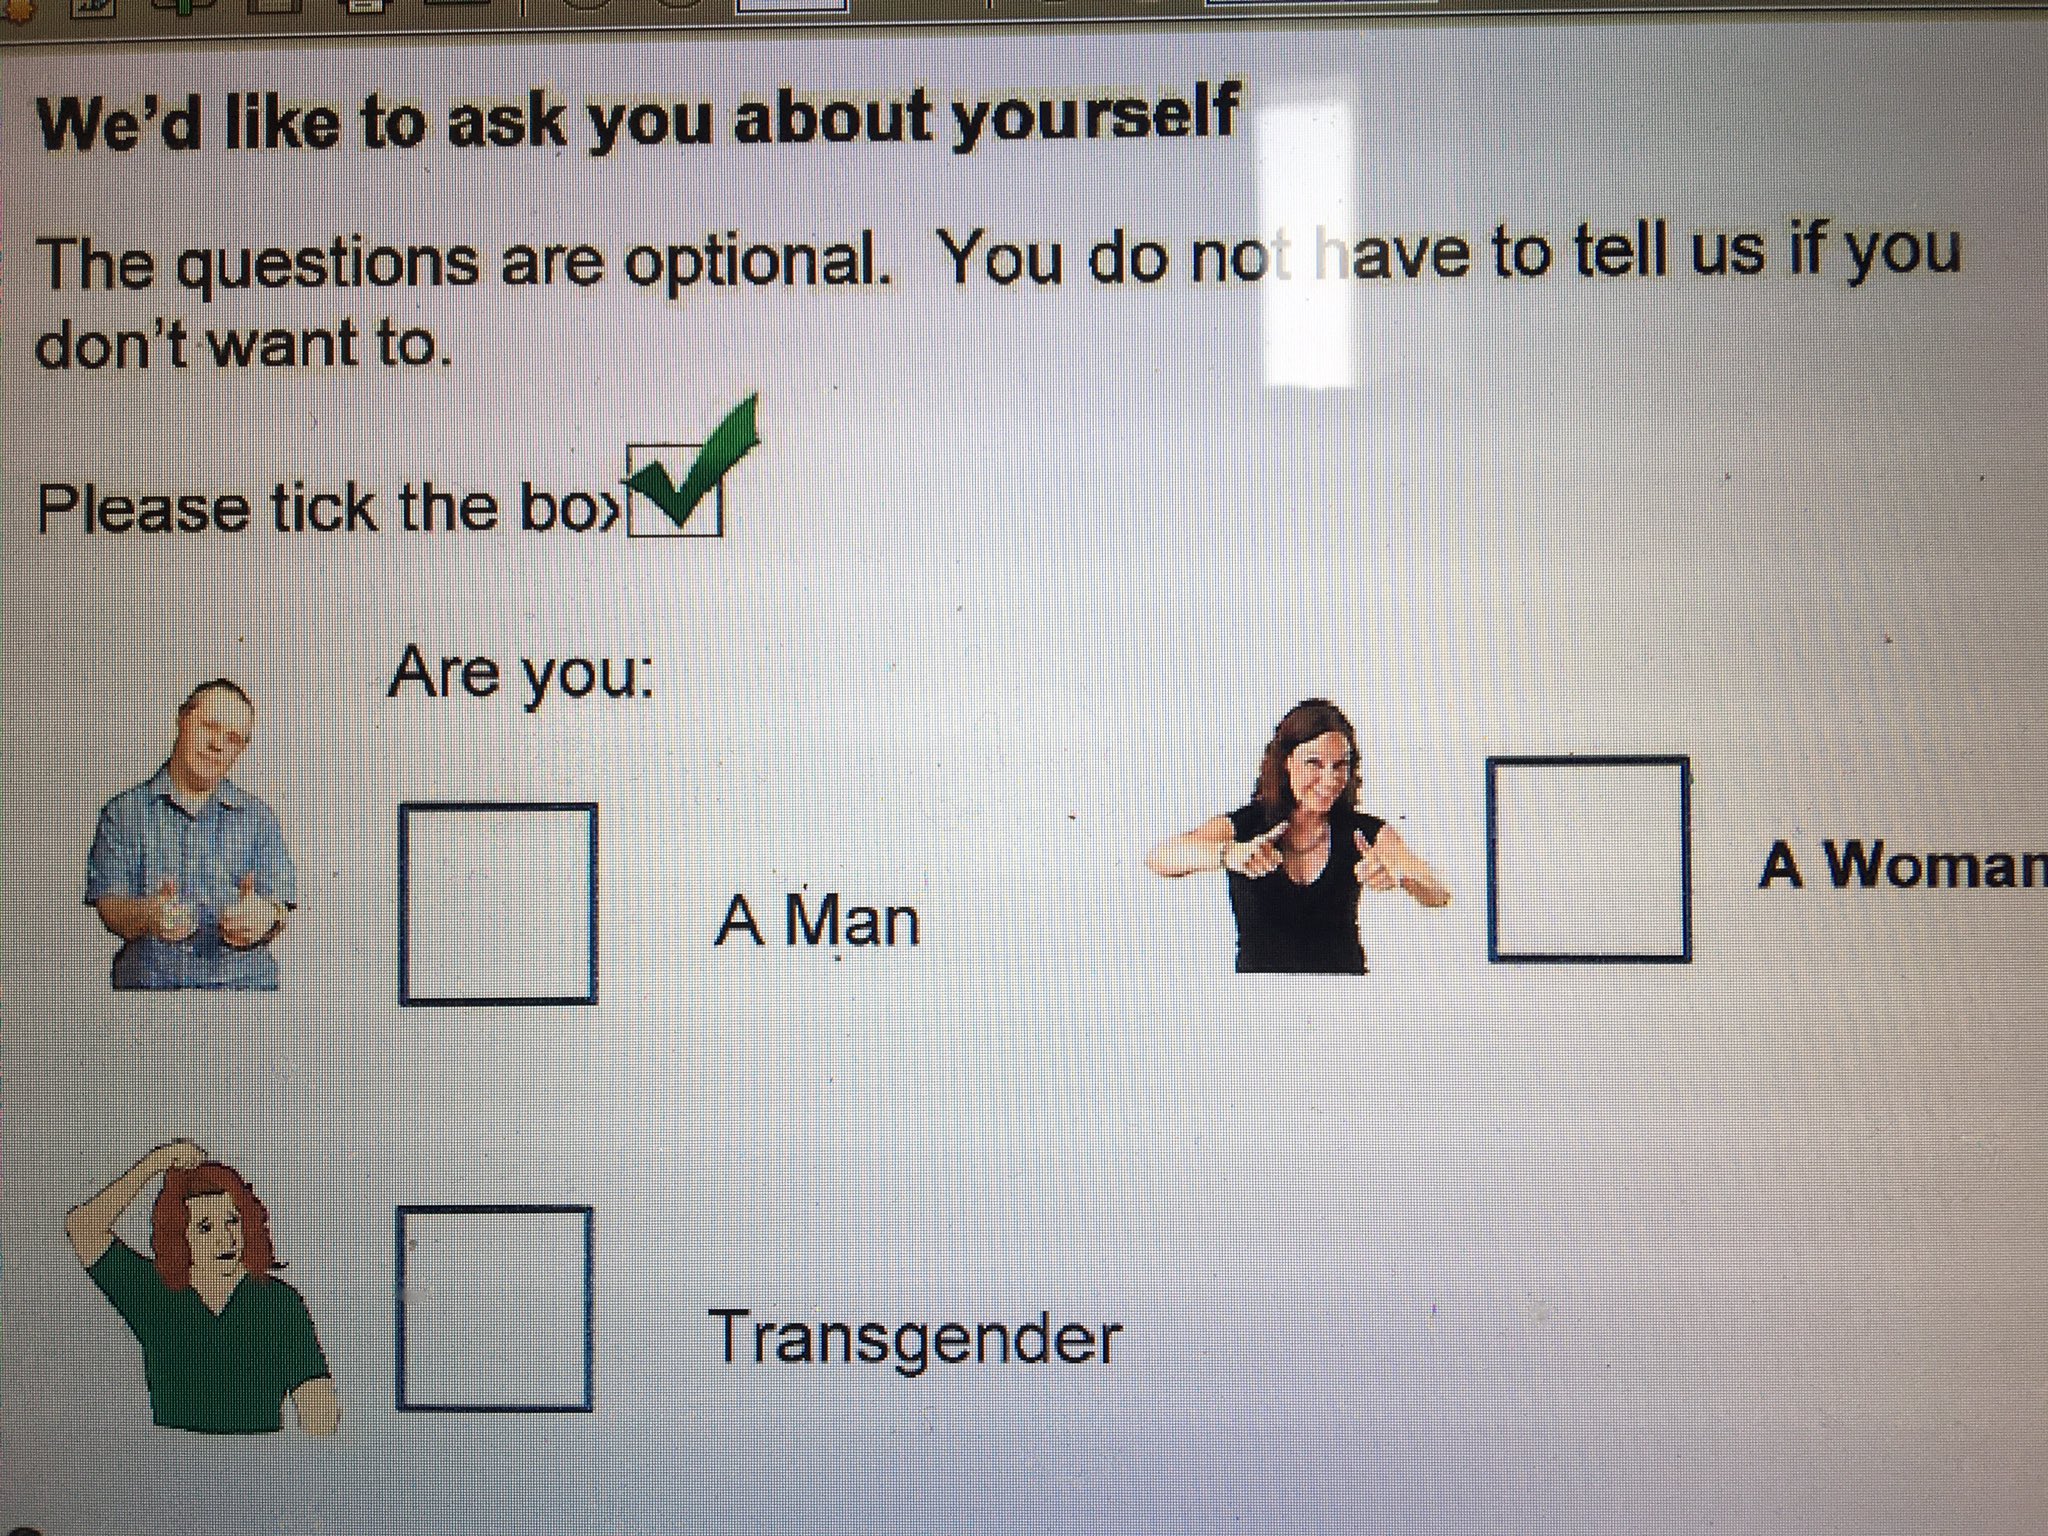 We'd like to ask you about yourself
The questions are optional. You do not have to tell us if you
don't want to.
Please tick the box
Are you:
A Man
A Woman
Transgender